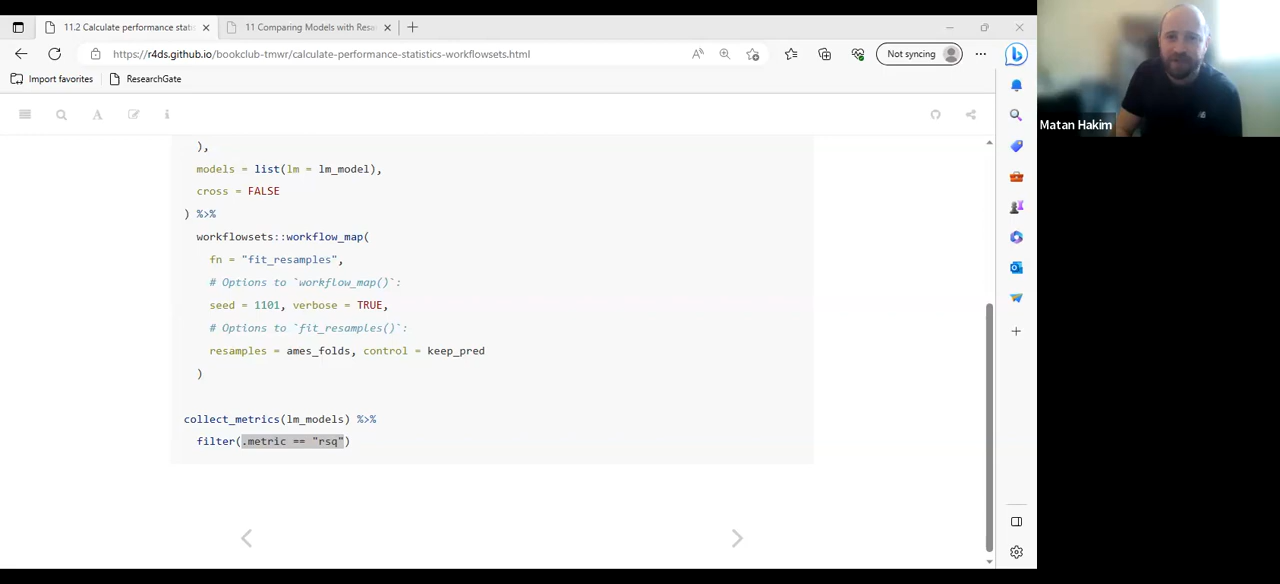 11.2 Calculate performance stati
11 Comparing Models with Resa
https://r4ds.github.io/bookclub-tmwr/calculate-performance-statistics-workflowsets.html
Not syncing
Import favorites
ResearchGate
Matan Hakim
),
models = list(lm = lm_model),
cross = FALSE
) %>%
workflowsets::workflow_map(
fn = "fit_resamples",
# Options to `workflow_map()`:
seed = 1101, verbose = TRUE,
# Options to `fit_resamples()`:
resamples = ames_folds, control = keep_pred
)
collect_metrics(lm_models) %>%
filter(.metric == "rsq")